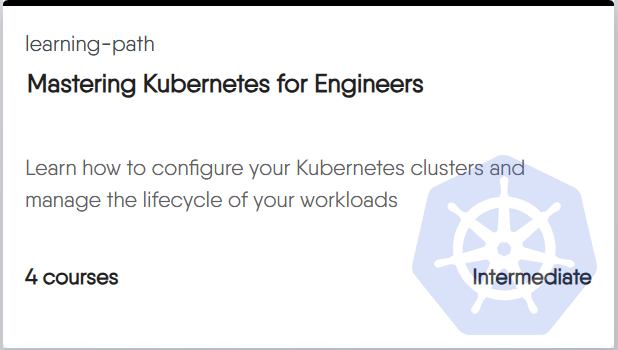 learning-path
Mastering Kubernetes for Engineers
Learn how to configure your Kubernetes clusters and
manage the lifecycle of your workloads
4 courses
Intermediate